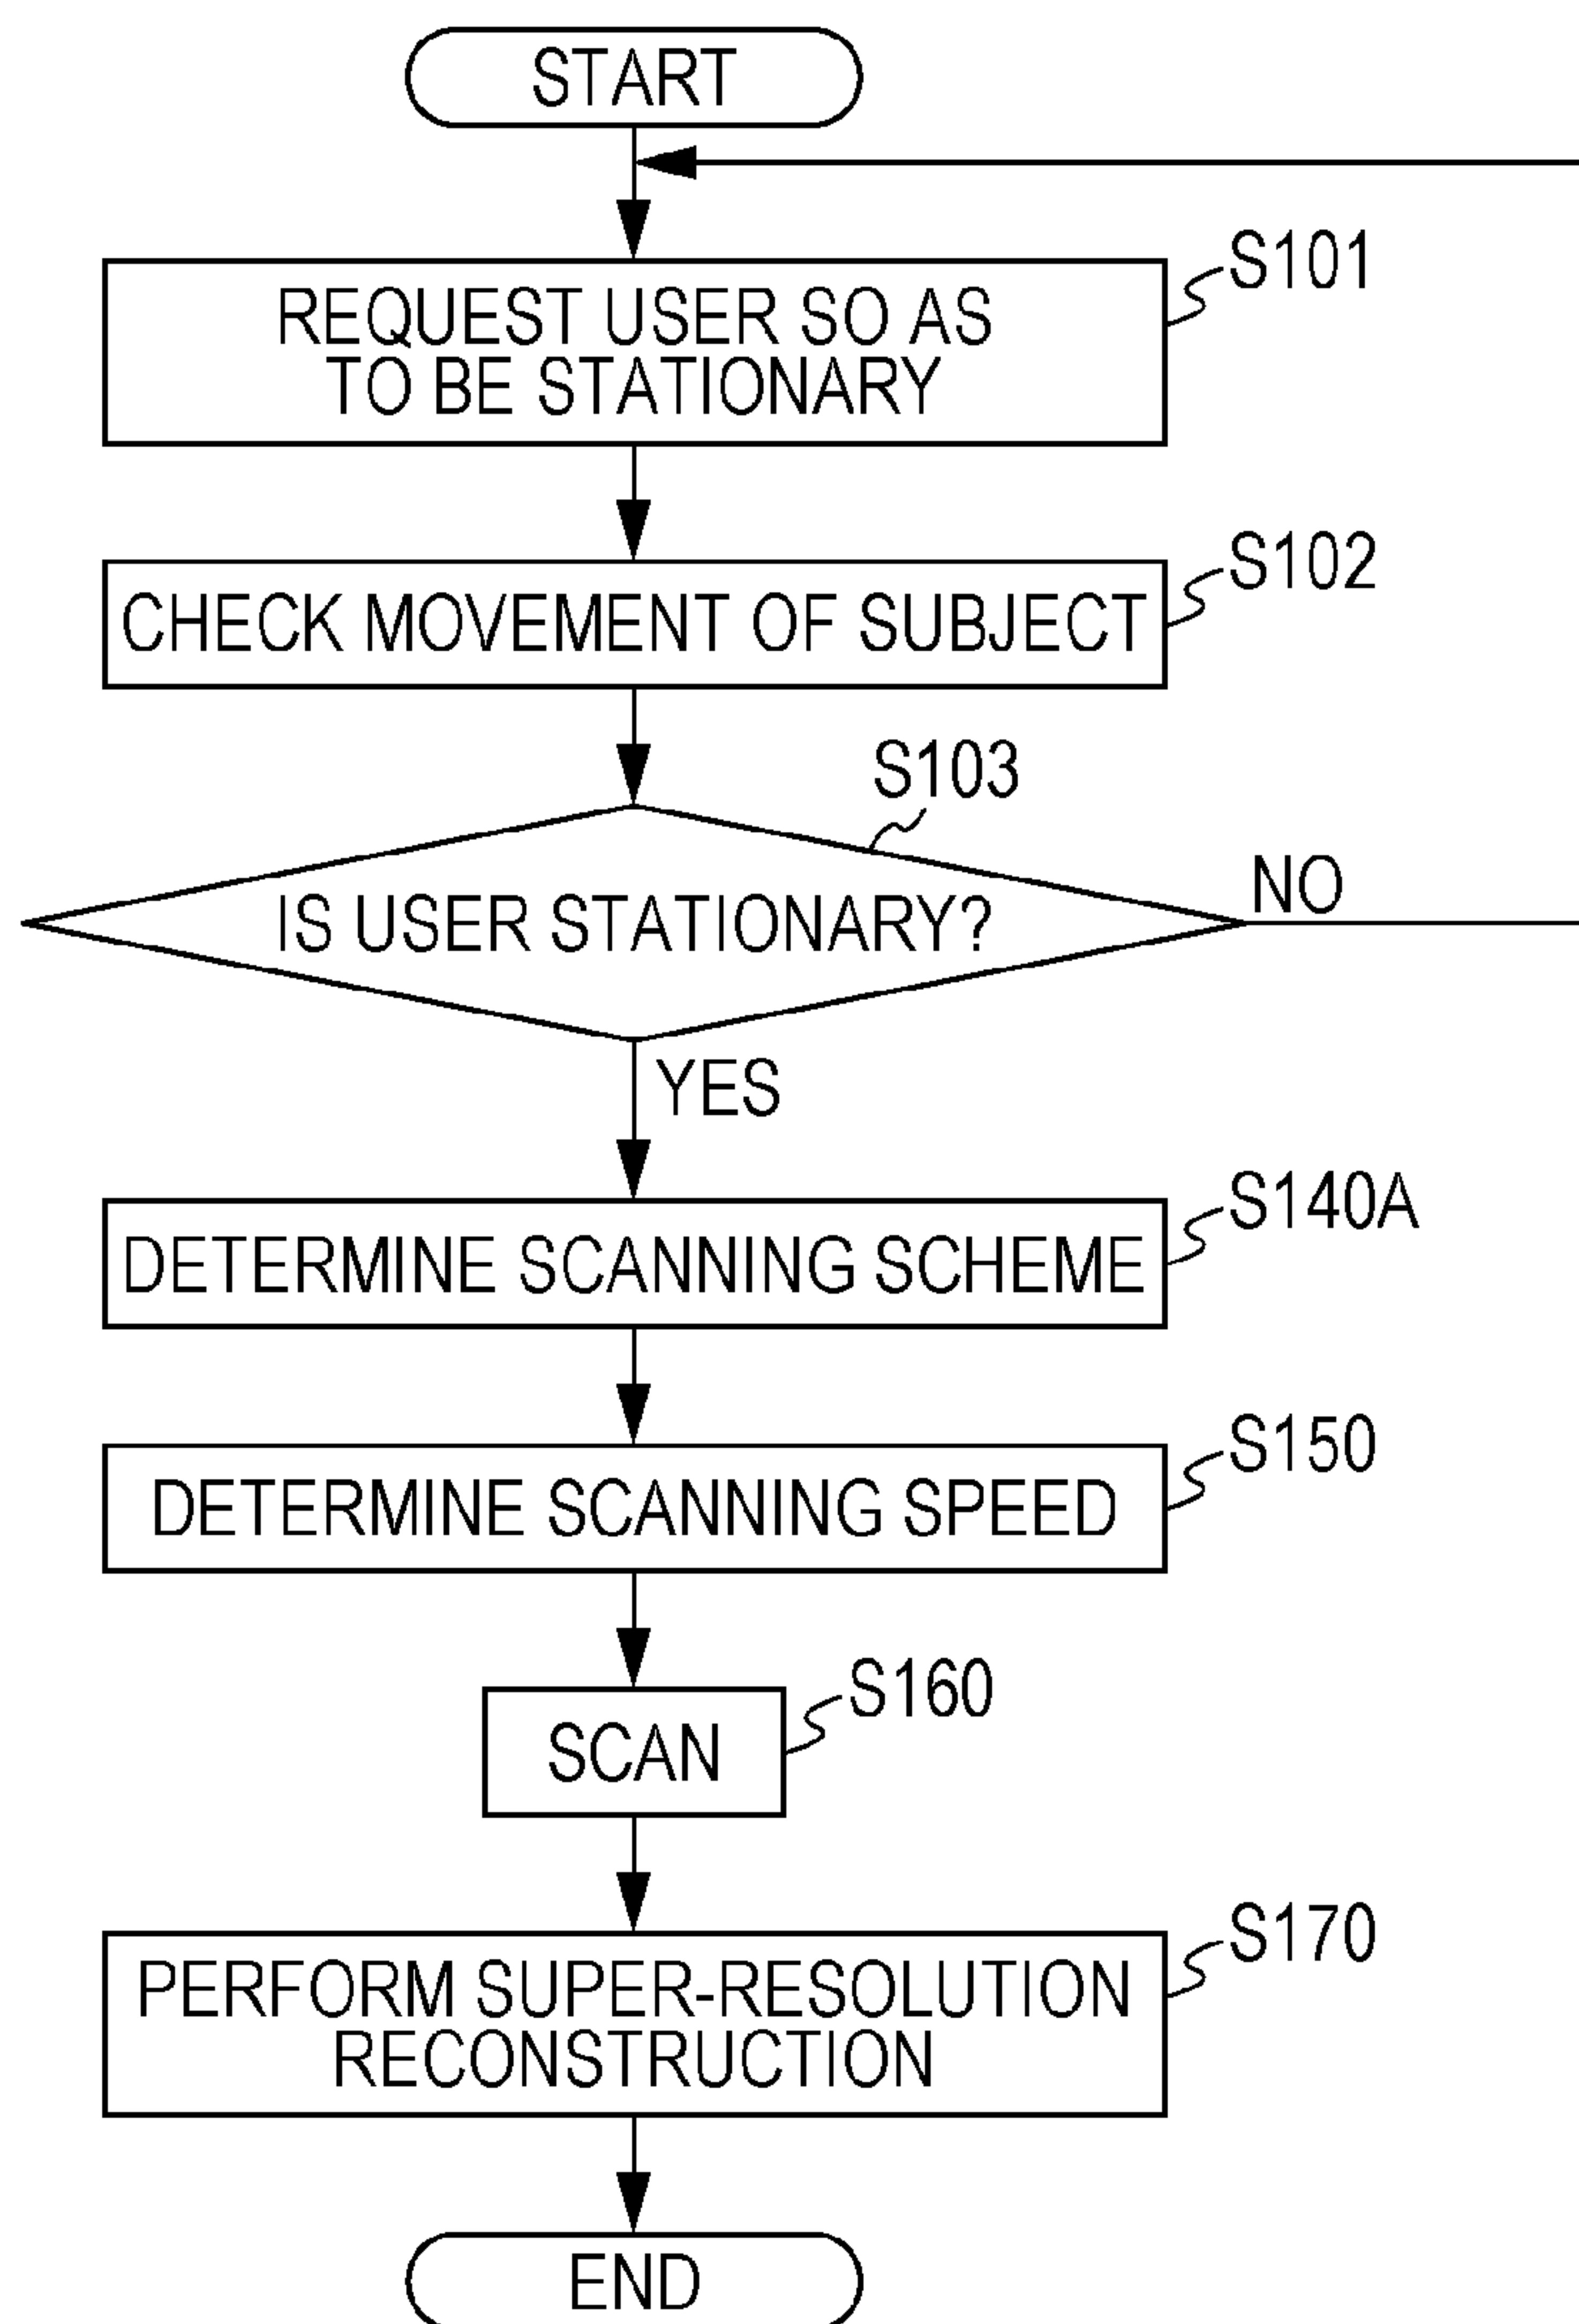 START
S101
REQUEST USER SO AS
TO BE STATIONARY
S102
CHECK MOVEMENT OF SUBJECT
S103
IS USER STATIONARY?
NO
YES
S140A
DETERMINE SCANNING SCHEME
S150
DETERMINE SCANNING SPEED
S160
SCAN
S170
PERFORM SUPER-RESOLUTION
RECONSTRUCTION
END